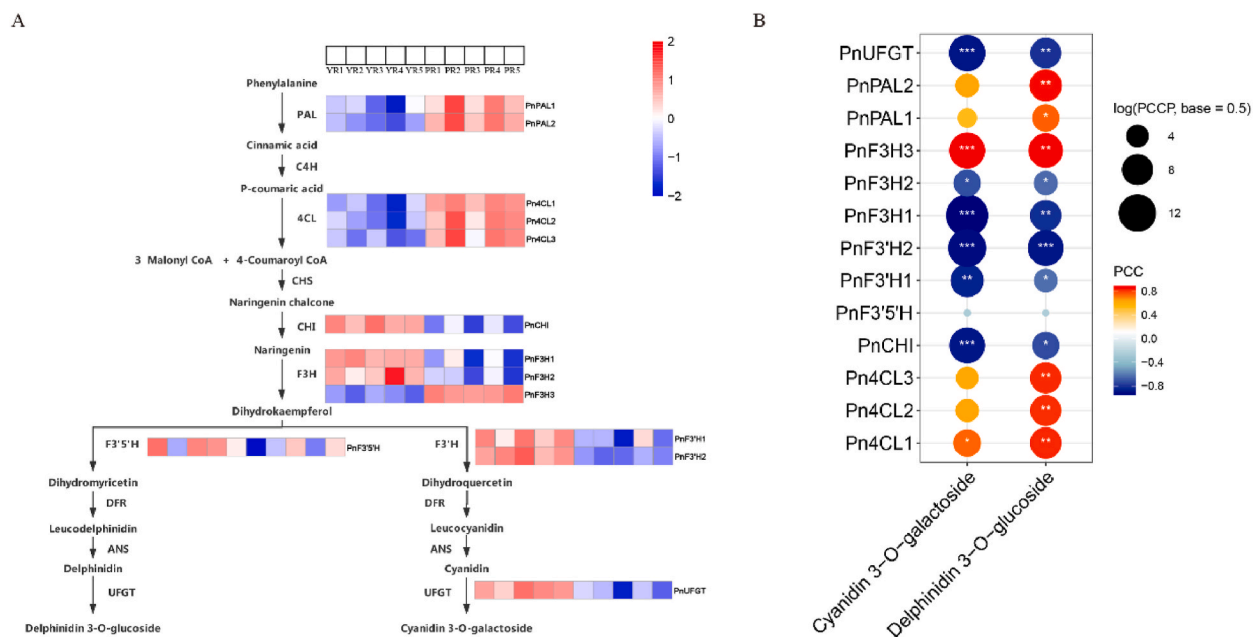 A
YR1 YR2 YR3 YR4 YR5 PR1 PR2 PR3 PR4 PR5
2
1
0
−1
−2
Phenylalanine
PAL
PnPAL1
PnPAL2
Cinnamic acid
C4H
P-coumaric acid
4CL
Pn4CL1
Pn4CL2
Pn4CL3
3 Malonyl CoA + 4-Coumaroyl CoA
CHS
Naringenin chalcone
CHI
PnCHI
Naringenin
F3H
PnF3H1
PnF3H2
PnF3H3
Dihydrokaempferol
F3'5'H
PnF3'5'H
F3'H
PnF3'H1
PnF3'H2
Dihydromyricetin
Dihydroquercetin
DFR
DFR
Leucodelphinidin
Leucocyanidin
ANS
ANS
Delphinidin
Cyanidin
UFGT
UFGT
PnUFGT
Delphinidin 3-O-glucoside
Cyanidin 3-O-galactoside
B
PnUFGT *** **
PnPAL2 **
PnPAL1 *
PnF3H3 *** **
PnF3H2 * *
PnF3H1 *** **
PnF3'H2 *** ***
PnF3'H1 ** *
PnF3'5'H
PnCHI *** *
Pn4CL3 **
Pn4CL2 **
Pn4CL1 * **
Cyanidin 3−O−galactoside
Delphinidin 3−O−glucoside
log(PCCP, base = 0.5)
4
8
12
PCC
0.8
0.4
0.0
−0.4
−0.8